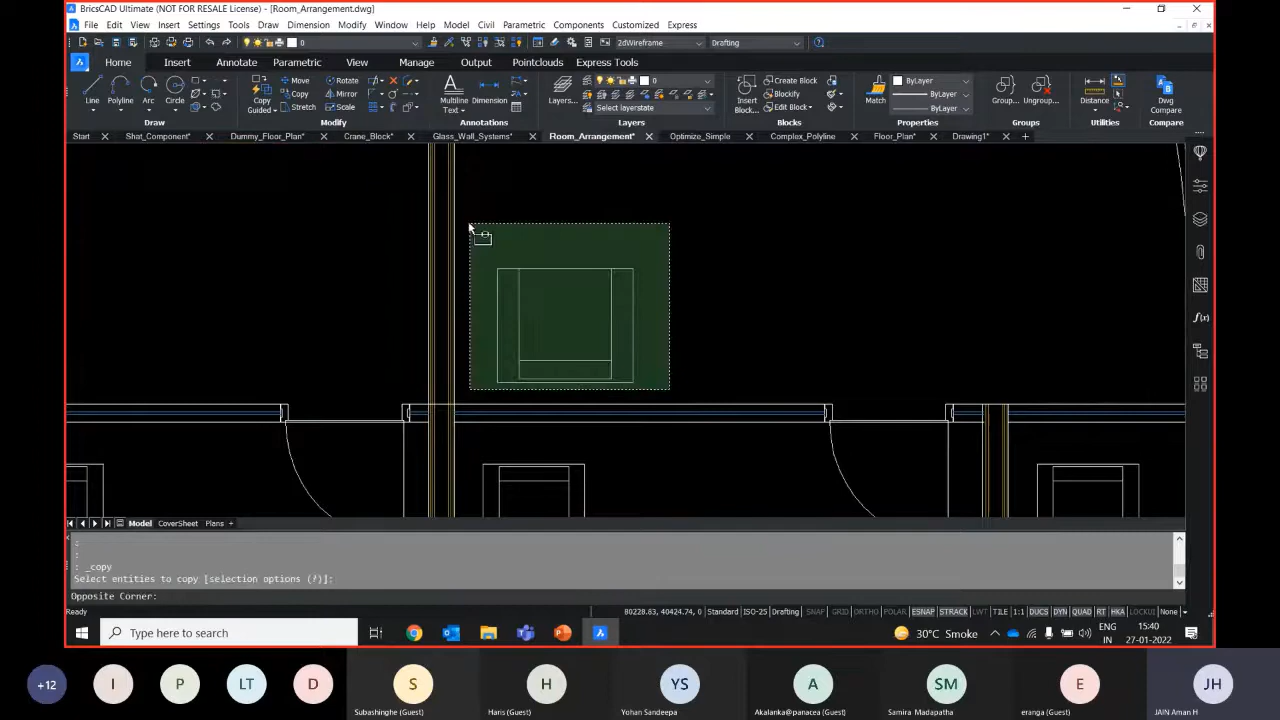 BricsCAD Ultimate (NOT FOR RESALE License) - [Room_Arrangement.dwg]
File Edit View Insert Settings Tools Draw Dimension Modify Window Help Model Civil Parametric Components Customized Express
0 2dWireframe Drafting
Home Insert Annotate Parametric View Manage Output Pointclouds Express Tools
Line Polyline Arc Circle Copy Guided... Move Copy Stretch Rotate Mirror Scale Multiline Text... Dimension Layers... 0 Select layerstate Insert Block... Create Block Blockify Edit Block Match ByLayer ByLayer ByLayer Group... Ungroup... Distance Dwg Compare
Draw Modify Annotations Layers Blocks Properties Groups Utilities Compare
Start Shat_Component* Dummy_Floor_Plan* Crane_Block* Glass_Wall_Systems* Room_Arrangement* Optimize_Simple Complex_Polyline Floor_Plan* Drawing1*
f(x)
Model CoverSheet Plans +
:
:
: _copy
Select entities to copy [selection options (?)]:
Opposite Corner:
Ready 80228.63, 40424.74, 0 Standard ISO-25 Drafting SNAP GRID ORTHO POLAR ESNAP STRACK LWT TILE 1:1 DUCS DYN QUAD RT HKA LOCKUI None
Type here to search 30°C Smoke ENG IN 15:40 27-01-2022
+12 I P LT D S H YS A SM E JH
Subashinghe (Guest) Haris (Guest) Yohan Sandeepa Akalanka@panacea (Guest) Samira Madapatha eranga (Guest) JAIN Aman H